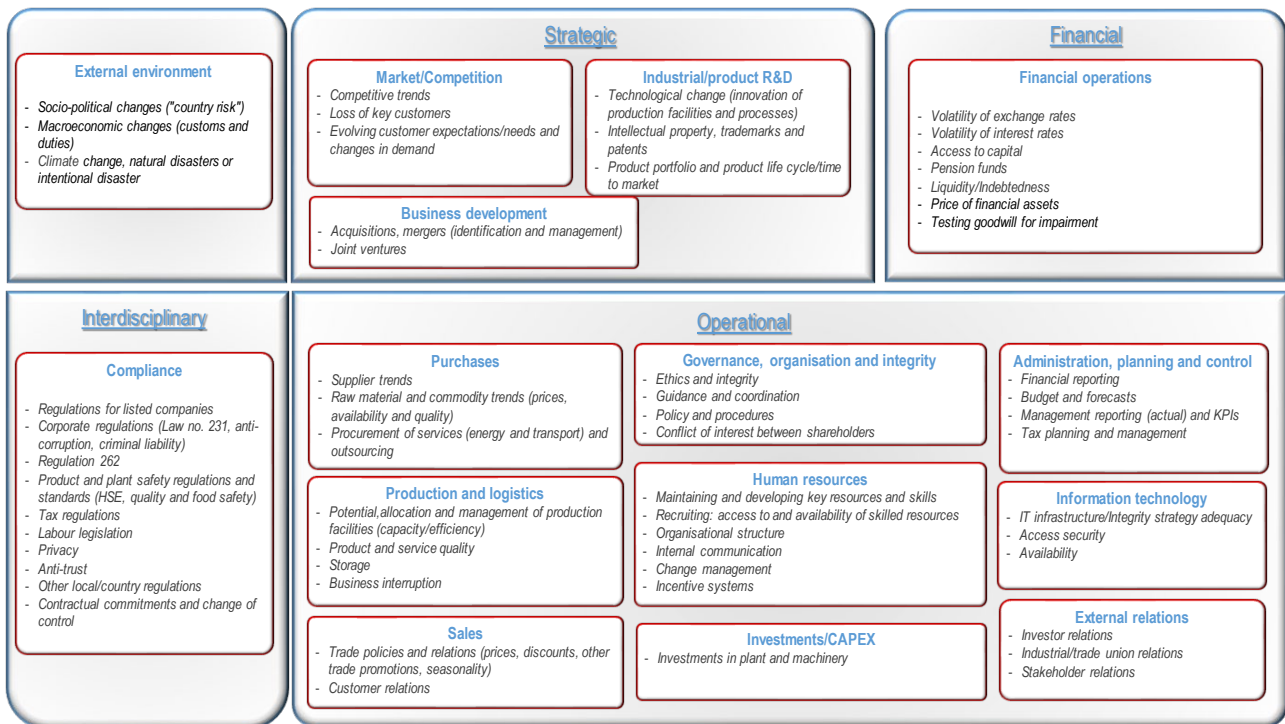 External environment
- Socio-political changes ("country risk")
- Macroeconomic changes (customs and
duties)
- Climate change, natural disasters or
intentional disaster
Strategic
Market/Competition
- Competitive trends
- Loss of key customers
- Evolving customer expectations/needs and
changes in demand
Industrial/product R&D
- Technological change (innovation of
production facilities and processes)
- Intellectual property, trademarks and
patents
- Product portfolio and product life cycle/time
to market
Business development
- Acquisitions, mergers (identification and management)
- Joint ventures
Financial
Financial operations
- Volatility of exchange rates
- Volatility of interest rates
- Access to capital
- Pension funds
- Liquidity/Indebtedness
- Price of financial assets
- Testing goodwill for impairment
Interdisciplinary
Compliance
- Regulations for listed companies
- Corporate regulations (Law no. 231, anti-
corruption, criminal liability)
- Regulation 262
- Product and plant safety regulations and
standards (HSE, quality and food safety)
- Tax regulations
- Labour legislation
- Privacy
- Anti-trust
- Other local/country regulations
- Contractual commitments and change of
control
Operational
Purchases
- Supplier trends
- Raw material and commodity trends (prices,
availability and quality)
- Procurement of services (energy and transport) and
outsourcing
Production and logistics
- Potential,allocation and management of production
facilities (capacity/efficiency)
- Product and service quality
- Storage
- Business interruption
Sales
- Trade policies and relations (prices, discounts, other
trade promotions, seasonality)
- Customer relations
Governance, organisation and integrity
- Ethics and integrity
- Guidance and coordination
- Policy and procedures
- Conflict of interest between shareholders
Human resources
- Maintaining and developing key resources and skills
- Recruiting: access to and availability of skilled resources
- Organisational structure
- Internal communication
- Change management
- Incentive systems
Investments/CAPEX
- Investments in plant and machinery
Administration, planning and control
- Financial reporting
- Budget and forecasts
- Management reporting (actual) and KPIs
- Tax planning and management
Information technology
- IT infrastructure/Integrity strategy adequacy
- Access security
- Availability
External relations
- Investor relations
- Industrial/trade union relations
- Stakeholder relations